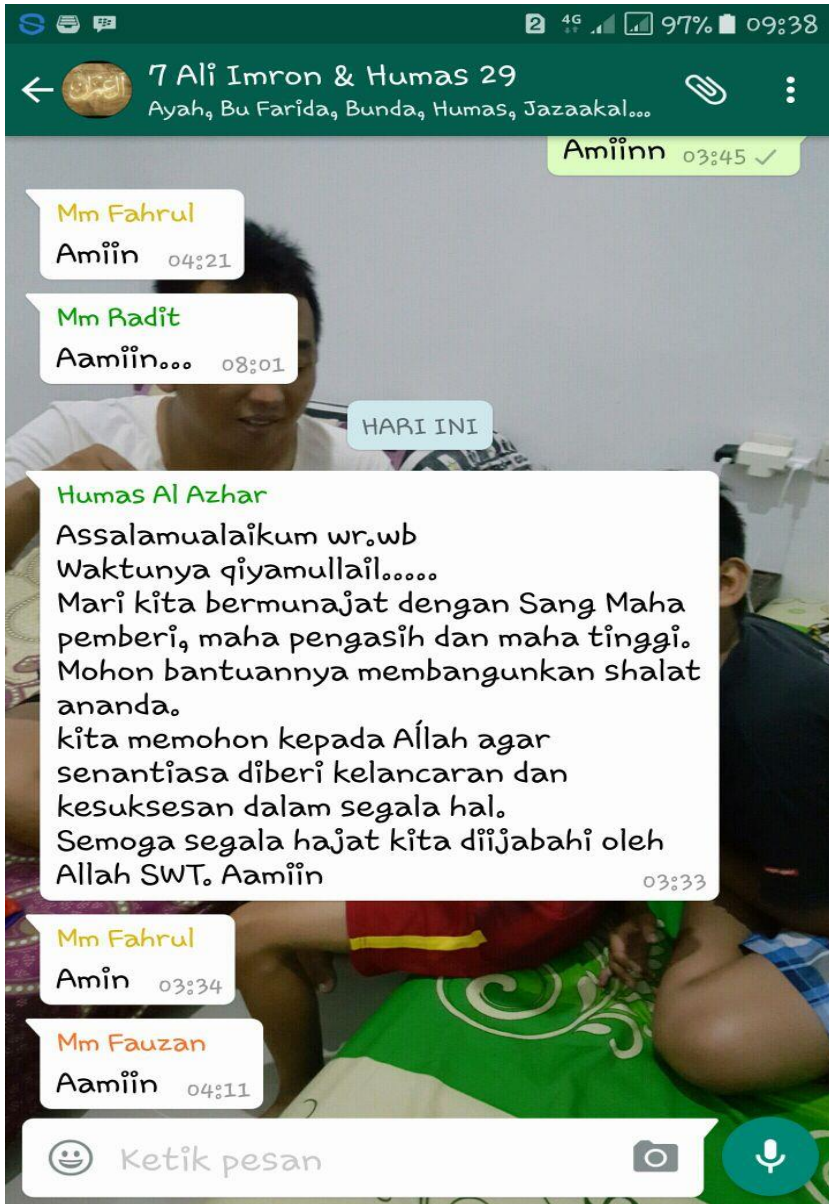 2 4G 97% 09:38
7 Ali Imron & Humas 29
Ayah, Bu Farida, Bunda, Humas, Jazaakal...
Amiinn 03:45
Mm Fahrul
Amiin 04:21
Mm Radit
Aamiin... 08:01
HARI INI
Humas Al Azhar
Assalamualaikum wr.wb
Waktunya qiyamullail.....
Mari kita bermunajat dengan Sang Maha
pemberi, maha pengasih dan maha tinggi.
Mohon bantuannya membangunkan shalat
ananda.
kita memohon kepada Aĺlah agar
senantiasa diberi kelancaran dan
kesuksesan dalam segala hal.
Semoga segala hajat kita diijabahi oleh
Allah SWT. Aamiin 03:33
Mm Fahrul
Amin 03:34
Mm Fauzan
Aamiin 04:11
Ketik pesan